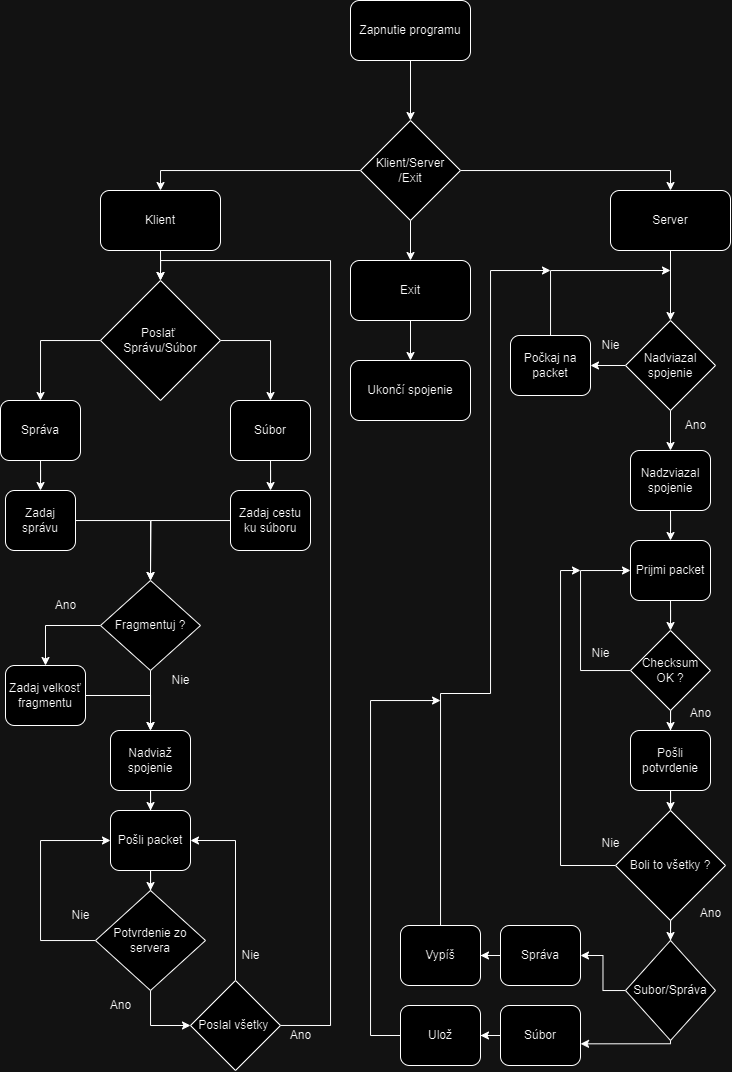 Zapnutie programu
Klient/Server
/Exit
Klient
Server
Exit
Ukončí spojenie
Poslať
Správu/Súbor
Správa
Súbor
Zadaj
správu
Zadaj cestu
ku súboru
Fragmentuj ?
Ano
Nie
Zadaj velkosť
fragmentu
Nadviaž
spojenie
Pošli packet
Nie
Potvrdenie zo
servera
Ano
Nie
Poslal všetky
Ano
Počkaj na
packet
Nie
Nadviazal
spojenie
Ano
Nadzviazal
spojenie
Prijmi packet
Nie
Checksum
OK ?
Ano
Pošli
potvrdenie
Nie
Boli to všetky ?
Ano
Vypíš
Správa
Subor/Správa
Ulož
Súbor